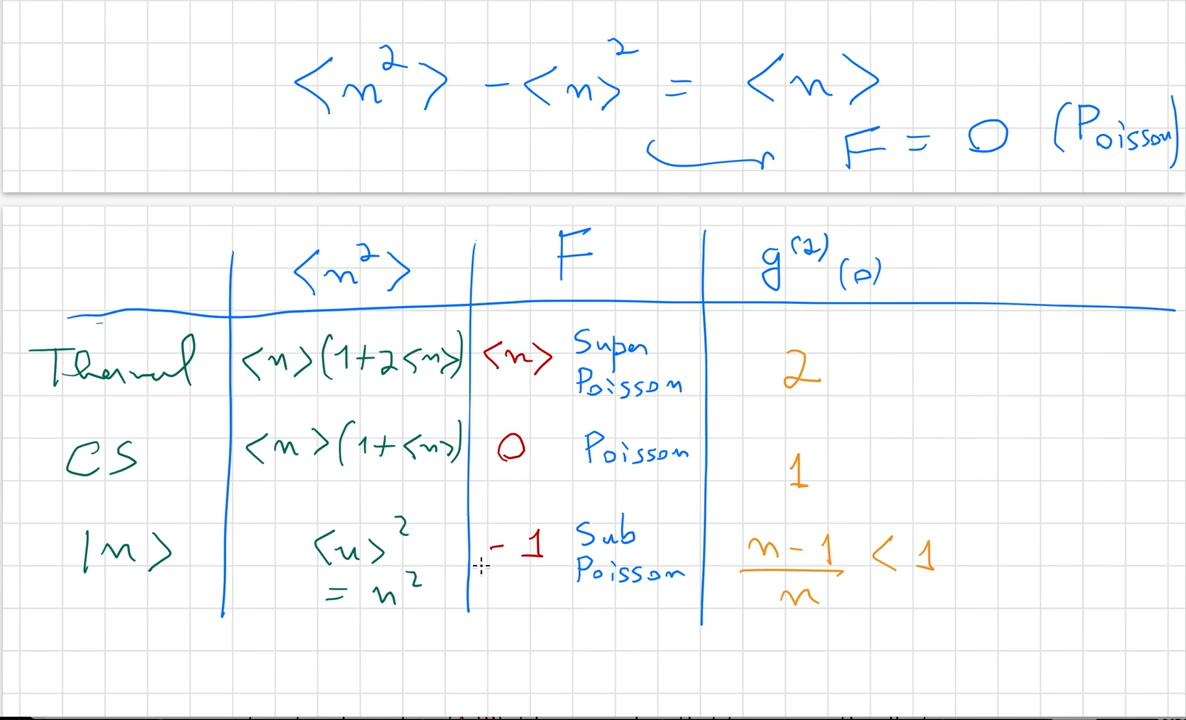 <n²> - <n>² = <n>
F = 0 (Poisson)
<n²> F g⁽²⁾(0)
Thermal <n>(1+2<n>) <n> Super Poisson 2
CS <n>(1+<n>) 0 Poisson 1
|n> <n>² = n² -1 Sub Poisson n-1/n < 1